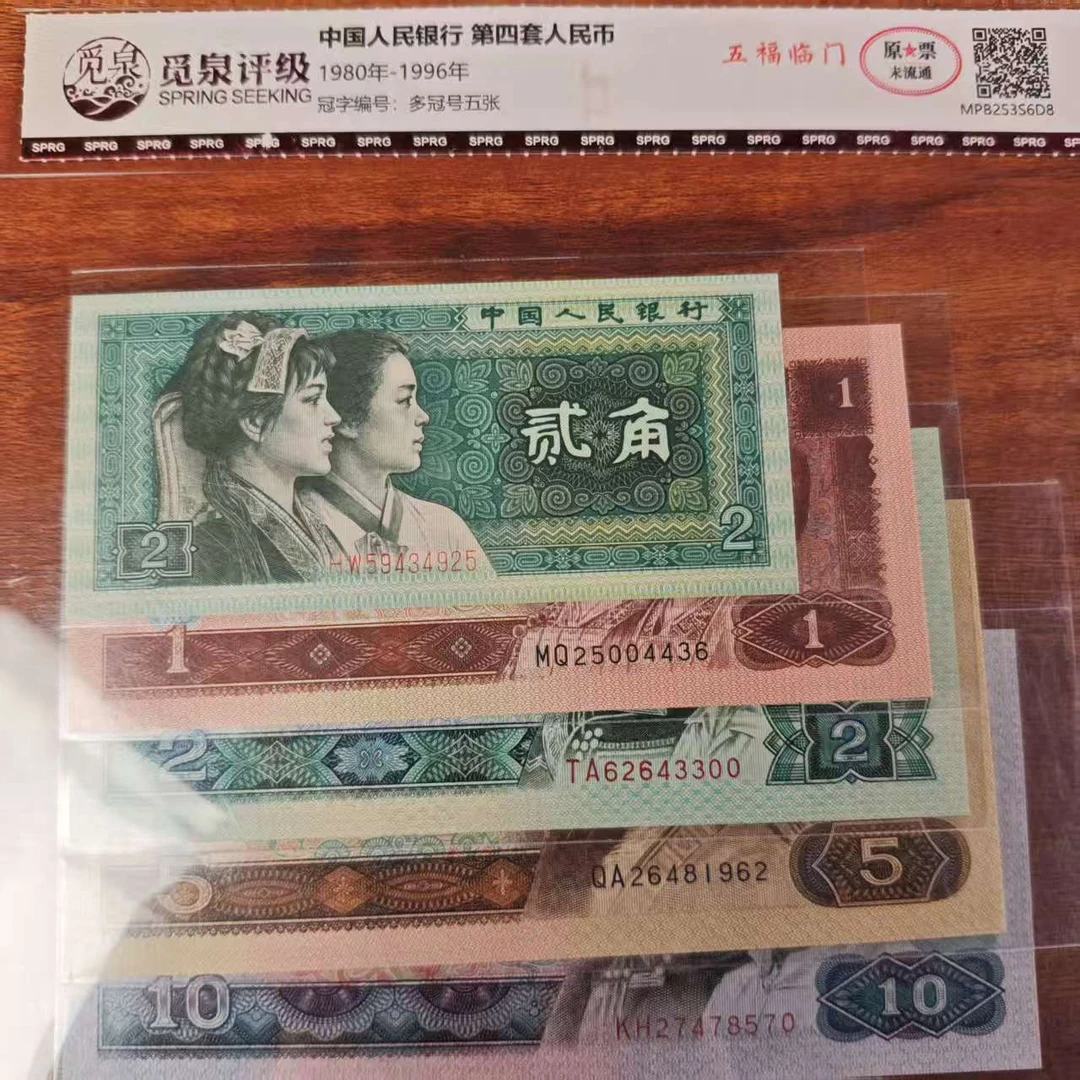 觅泉
觅泉评级
SPRING SEEKING
中国人民银行 第四套人民币
1980年-1996年
冠字编号：多冠号五张
五福临门
原★票
未流通
MPB253S6D8
SPRG SPRG SPRG SPRG SPRG SPRG SPRG SPRG SPRG SPRG SPRG SPRG SPRG SPRG SPRG SPRG SPRG SPRG SPRG
中国人民银行
贰角
2
2
HW59434925
1
1
MQ25004436
1
2
TA62643300
2
5
QA26481962
5
10
KH27478570
10